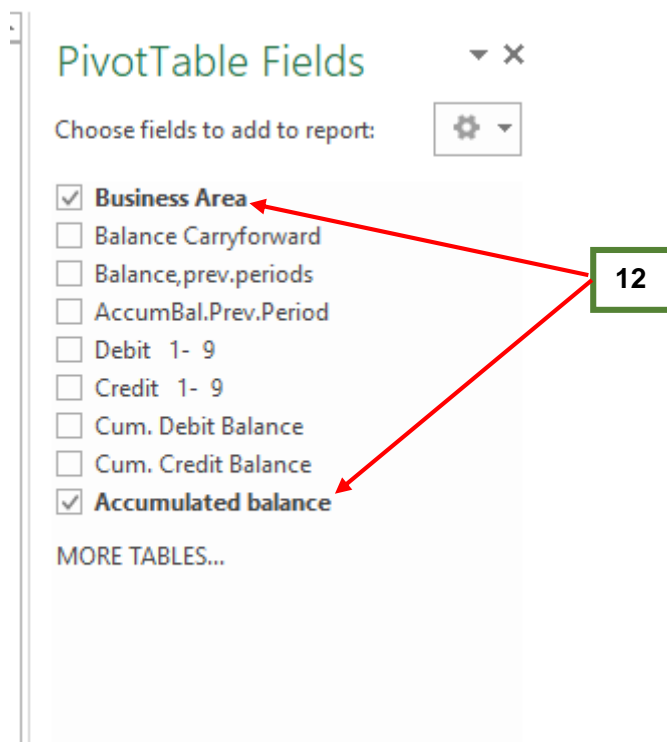 PivotTable Fields
Choose fields to add to report:
Business Area
Balance Carryforward
Balance,prev.periods
AccumBal.Prev.Period
Debit 1- 9
Credit 1- 9
Cum. Debit Balance
Cum. Credit Balance
Accumulated balance
MORE TABLES...
12